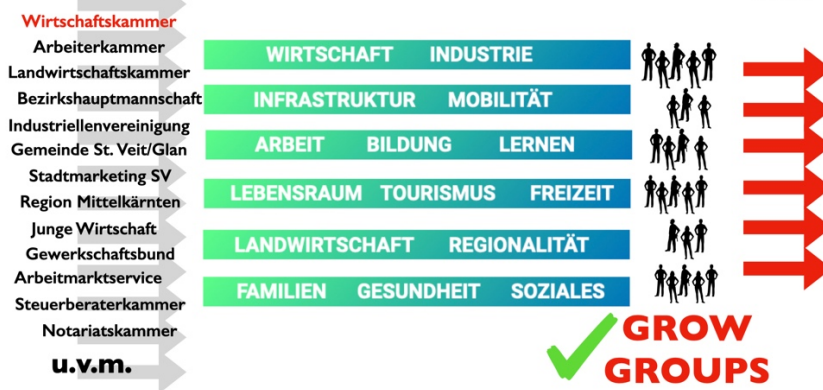 Wirtschaftskammer
Arbeiterkammer
Landwirtschaftskammer
Bezirkshauptmannschaft
Industriellenvereinigung
Gemeinde St. Veit/Glan
Stadtmarketing SV
Region Mittelkärnten
Junge Wirtschaft
Gewerkschaftsbund
Arbeitmarktservice
Steuerberaterkammer
Notariatskammer
u.v.m.
WIRTSCHAFT INDUSTRIE
INFRASTRUKTUR MOBILITÄT
ARBEIT BILDUNG LERNEN
LEBENSRAUM TOURISMUS FREIZEIT
LANDWIRTSCHAFT REGIONALITÄT
FAMILIEN GESUNDHEIT SOZIALES
GROW
GROUPS